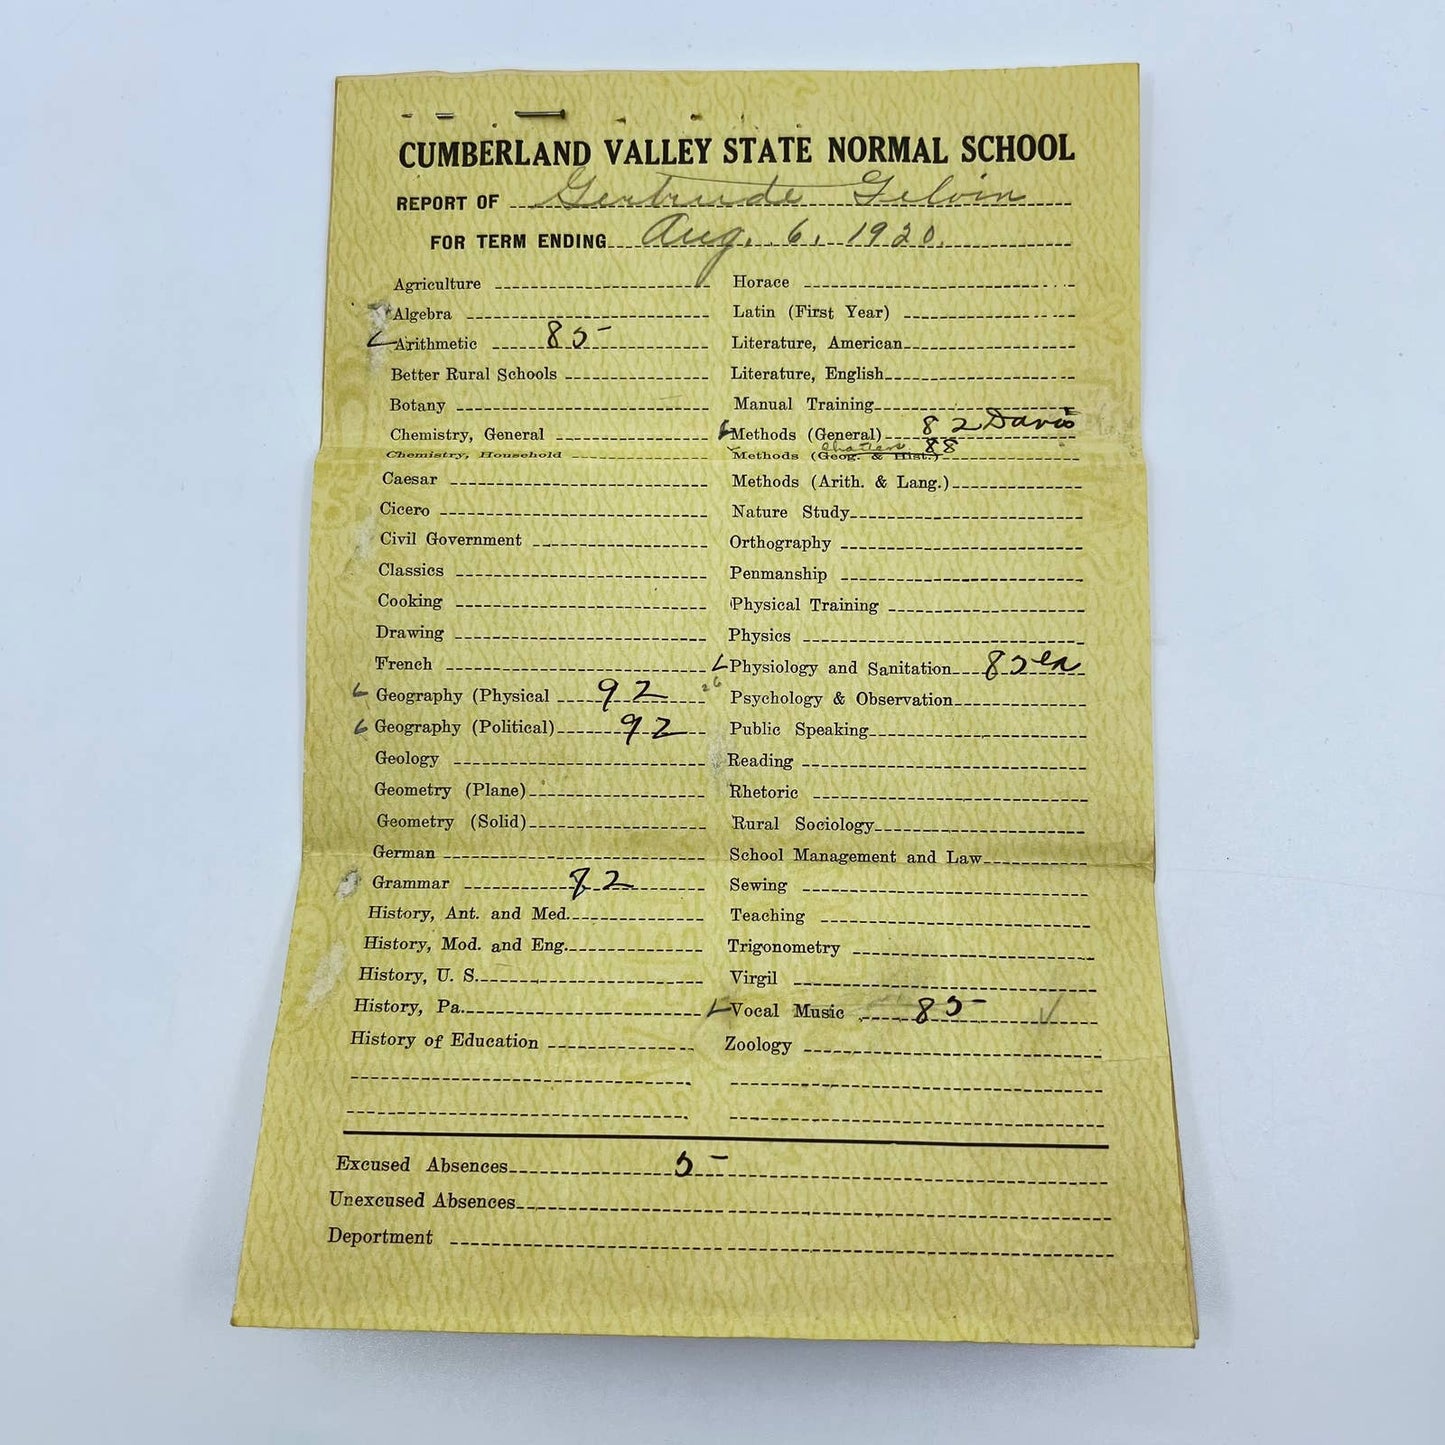 CUMBERLAND VALLEY STATE NORMAL SCHOOL
REPORT OF Gertrude Gelvin
FOR TERM ENDING Aug. 6, 1920.
Agriculture
Algebra
Arithmetic 85
Better Rural Schools
Botany
Chemistry, General
Chemistry, Household
Caesar
Cicero
Civil Government
Classics
Cooking
Drawing
French
Geography (Physical 92
Geography (Political) 92
Geology
Geometry (Plane)
Geometry (Solid)
German
Grammar 82
History, Ant. and Med.
History, Mod. and Eng.
History, U. S.
History, Pa.
History of Education
Horace
Latin (First Year)
Literature, American
Literature, English
Manual Training
Methods (General) 82 Davis
Methods (Geog. & Hist.) 88
Methods (Arith. & Lang.)
Nature Study
Orthography
Penmanship
Physical Training
Physics
Physiology and Sanitation 85
Psychology & Observation
Public Speaking
Reading
Rhetoric
Rural Sociology
School Management and Law
Sewing
Teaching
Trigonometry
Virgil
Vocal Music 85
Zoology
Excused Absences 5
Unexcused Absences
Deportment